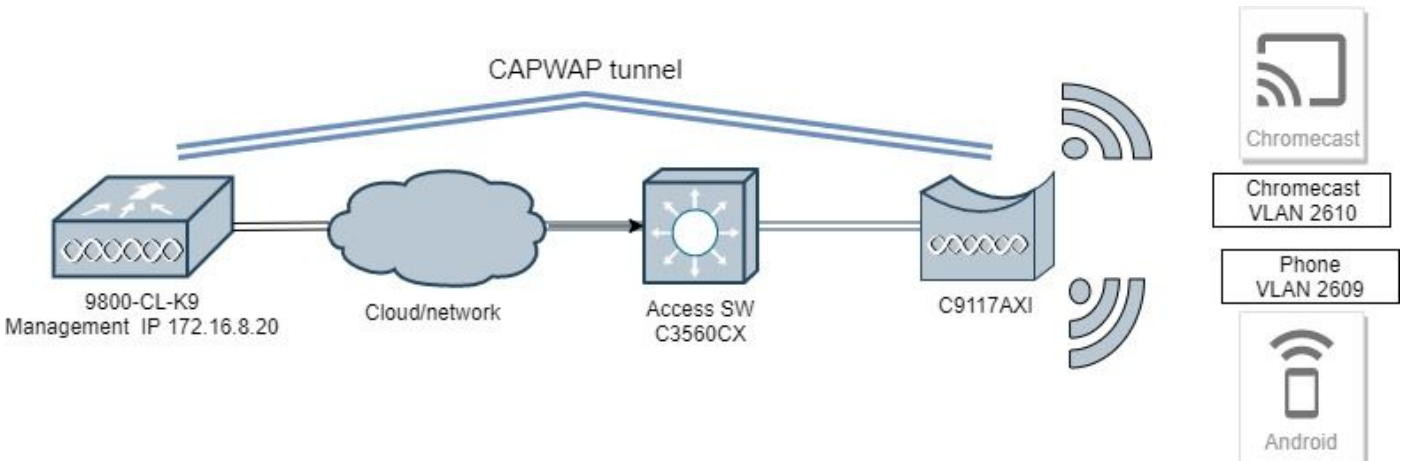 CAPWAP tunnel
Chromecast
Chromecast
VLAN 2610
Phone
VLAN 2609
9800-CL-K9
Management IP 172.16.8.20
Cloud/network
Access SW
C3560CX
C9117AXI
Android